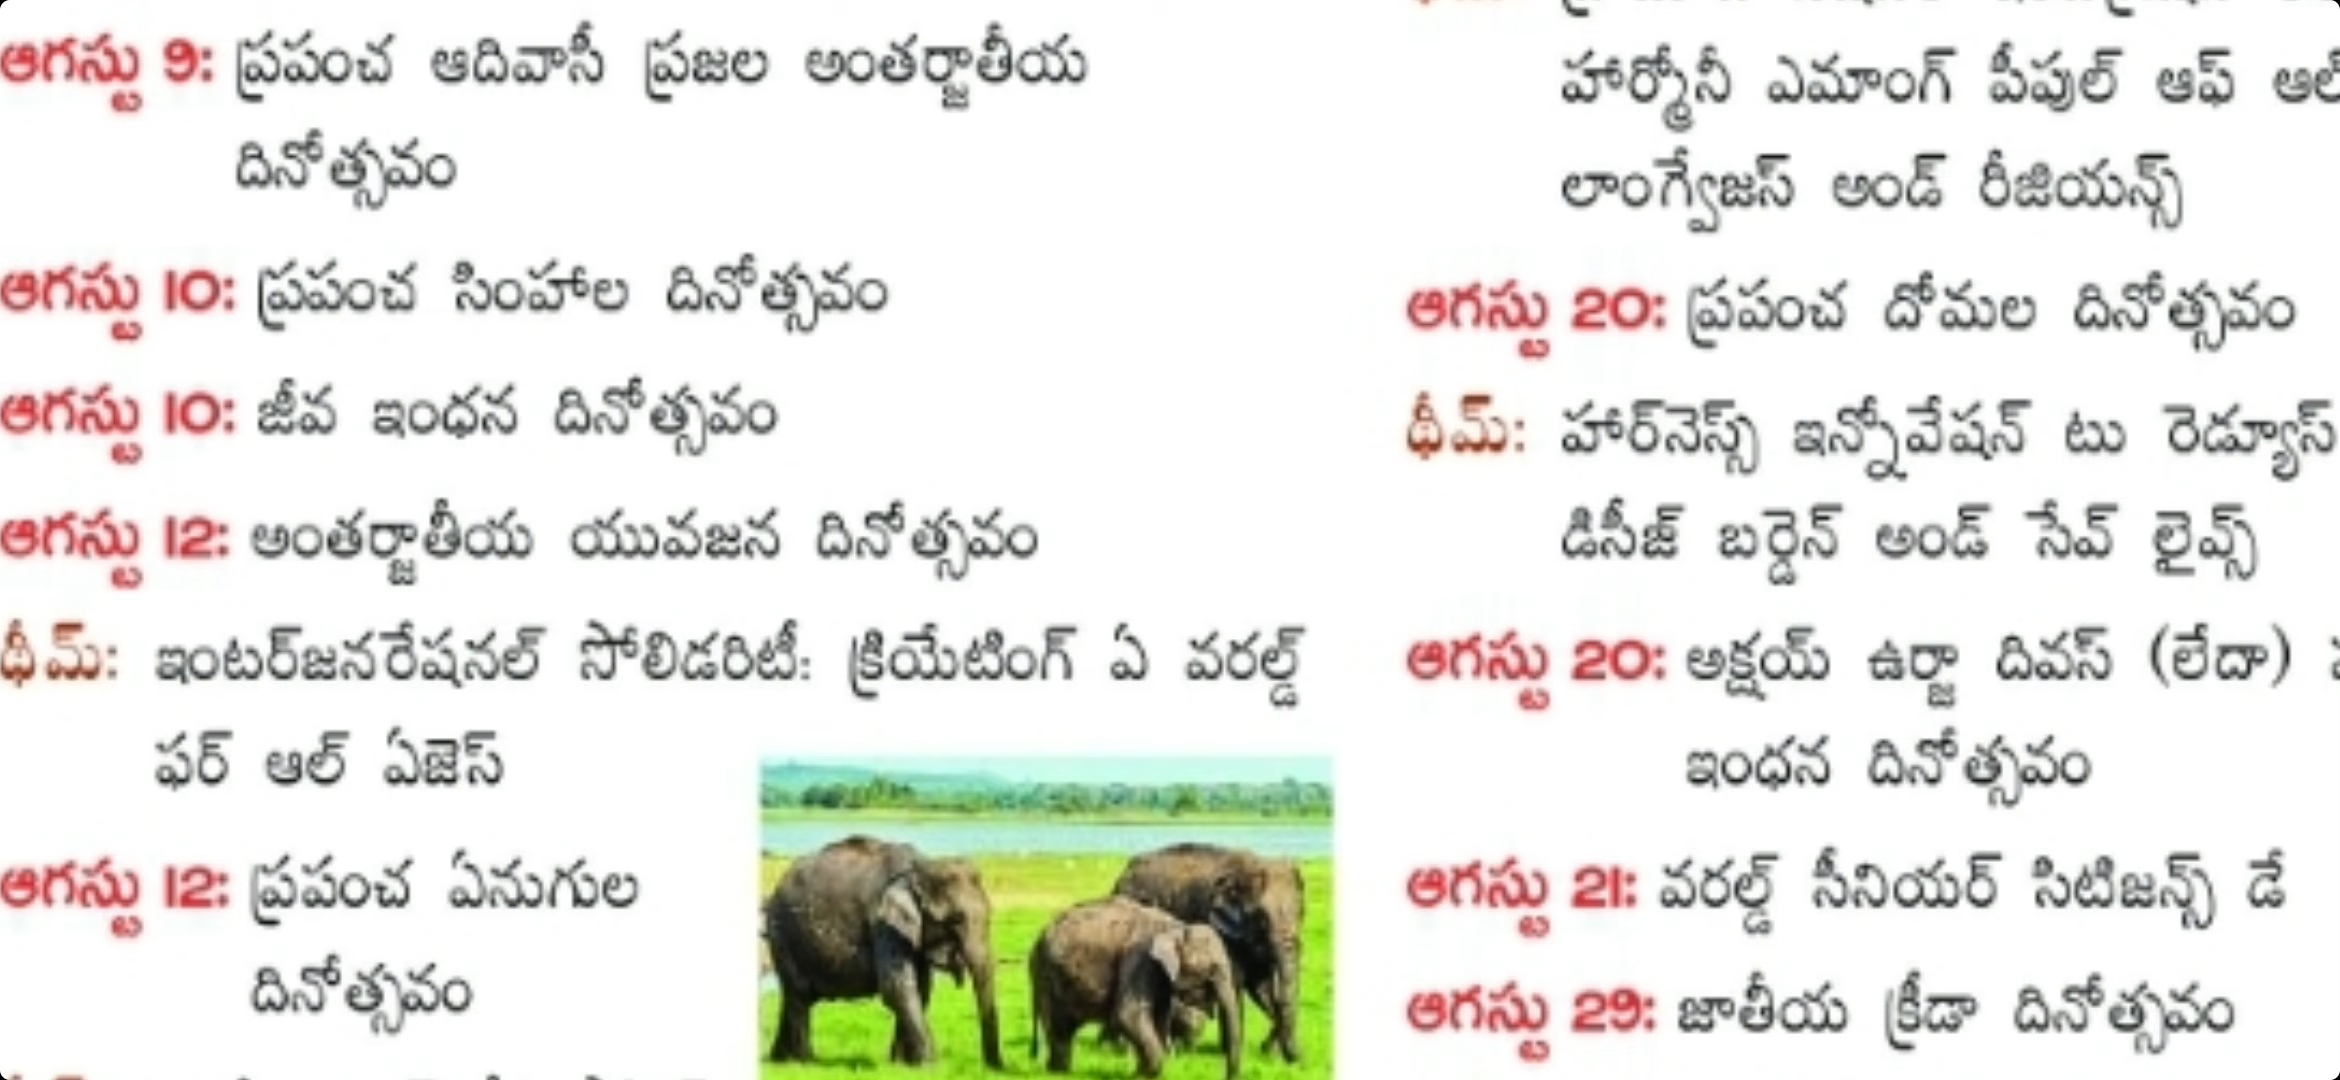 ఆగస్టు 9: ప్రపంచ ఆదివాసీ ప్రజల అంతర్జాతీయ
దినోత్సవం
ఆగస్టు 10: ప్రపంచ సింహాల దినోత్సవం
ఆగస్టు 10: జీవ ఇంధన దినోత్సవం
ఆగస్టు 12: అంతర్జాతీయ యువజన దినోత్సవం
థీమ్: ఇంటర్‌జనరేషనల్ సోలిడరిటీ: క్రియేటింగ్ ఏ వరల్డ్
ఫర్ ఆల్ ఏజెస్
ఆగస్టు 12: ప్రపంచ ఏనుగుల
దినోత్సవం
హార్మోనీ ఎమాంగ్ పీపుల్ ఆఫ్ ఆల్
లాంగ్వేజస్ అండ్ రీజియన్స్
ఆగస్టు 20: ప్రపంచ దోమల దినోత్సవం
థీమ్: హార్‌నెస్స్ ఇన్నోవేషన్ టు రెడ్యూస్
డిసీజ్ బర్డెన్ అండ్ సేవ్ లైవ్స్
ఆగస్టు 20: అక్షయ్ ఉర్జా దివస్ (లేదా)
ఇంధన దినోత్సవం
ఆగస్టు 21: వరల్డ్ సీనియర్ సిటిజన్స్ డే
ఆగస్టు 29: జాతీయ క్రీడా దినోత్సవం